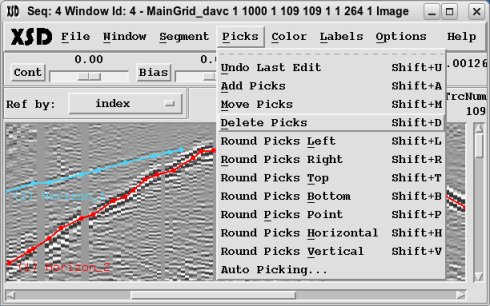 Seq: 4 Window Id: 4 - MainGrid_davc 1 1000 1 109 109 1 1 264 1 Image
XSD File Window Segment Picks Color Labels Options Help
0.00 0.00
Cont Bias
.00126
Ref by: index
TrcNum
109
Undo Last Edit Shift+U
Add Picks Shift+A
Move Picks Shift+M
Delete Picks Shift+D
Round Picks Left Shift+L
Round Picks Right Shift+R
Round Picks Top Shift+T
Round Picks Bottom Shift+B
Round Picks Point Shift+P
Round Picks Horizontal Shift+H
Round Picks Vertical Shift+V
Auto Picking...
(1) Horizon_2